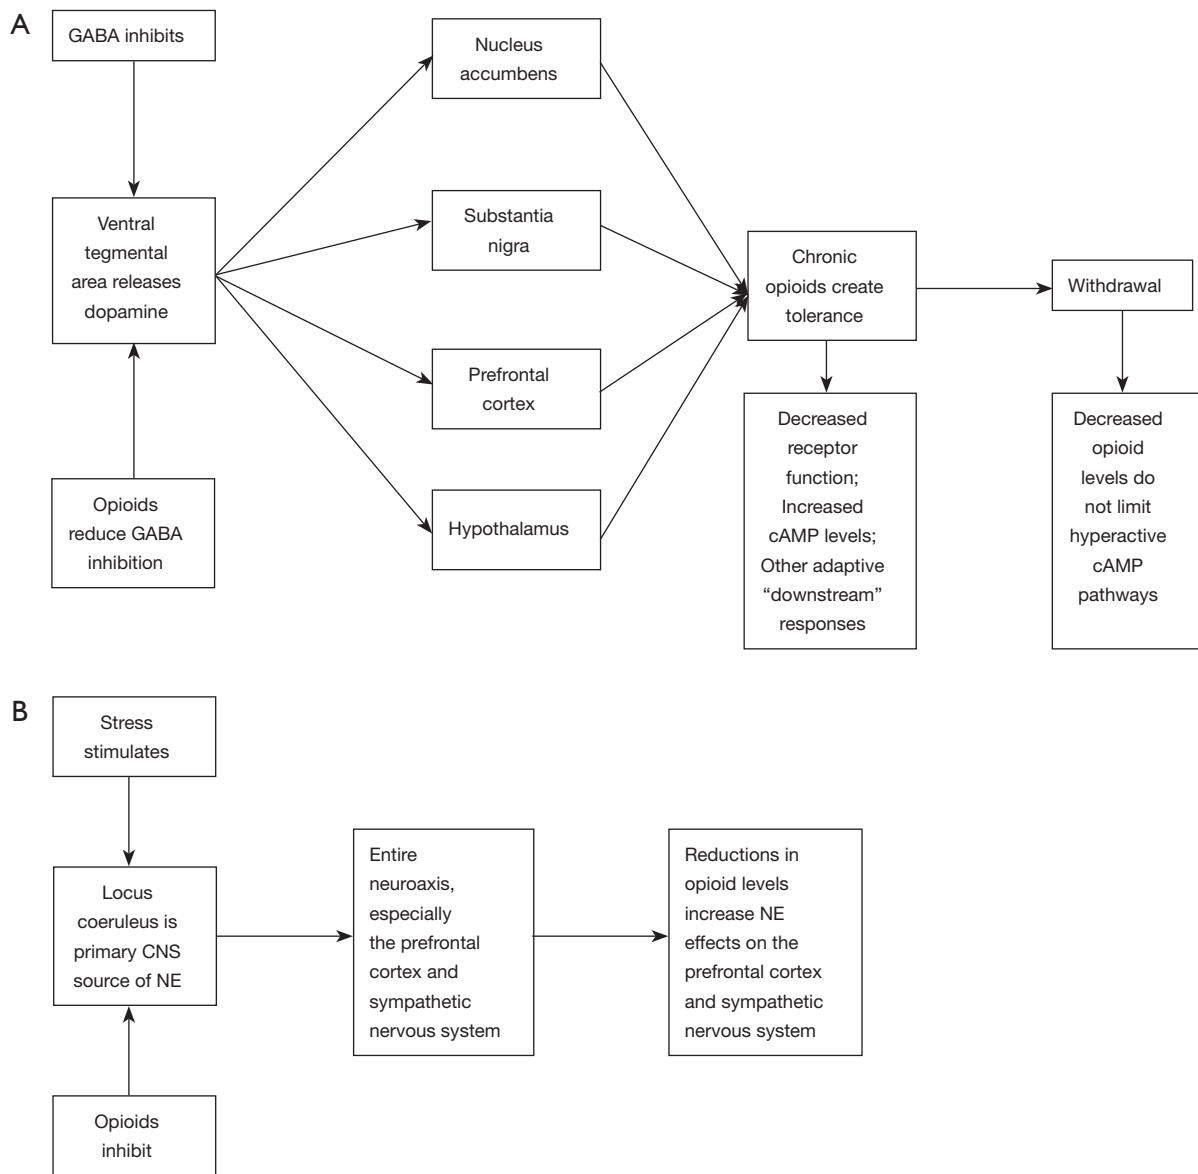 A
GABA inhibits
Ventral
tegmental
area releases
dopamine
Opioids
reduce GABA
inhibition
Nucleus
accumbens
Substantia
nigra
Prefrontal
cortex
Hypothalamus
Chronic
opioids create
tolerance
Decreased
receptor
function;
Increased
cAMP levels;
Other adaptive
“downstream”
responses
Withdrawal
Decreased
opioid
levels do
not limit
hyperactive
cAMP
pathways
B
Stress
stimulates
Locus
coeruleus is
primary CNS
source of NE
Opioids
inhibit
Entire
neuroaxis,
especially
the prefrontal
cortex and
sympathetic
nervous system
Reductions in
opioid levels
increase NE
effects on the
prefrontal cortex
and sympathetic
nervous system